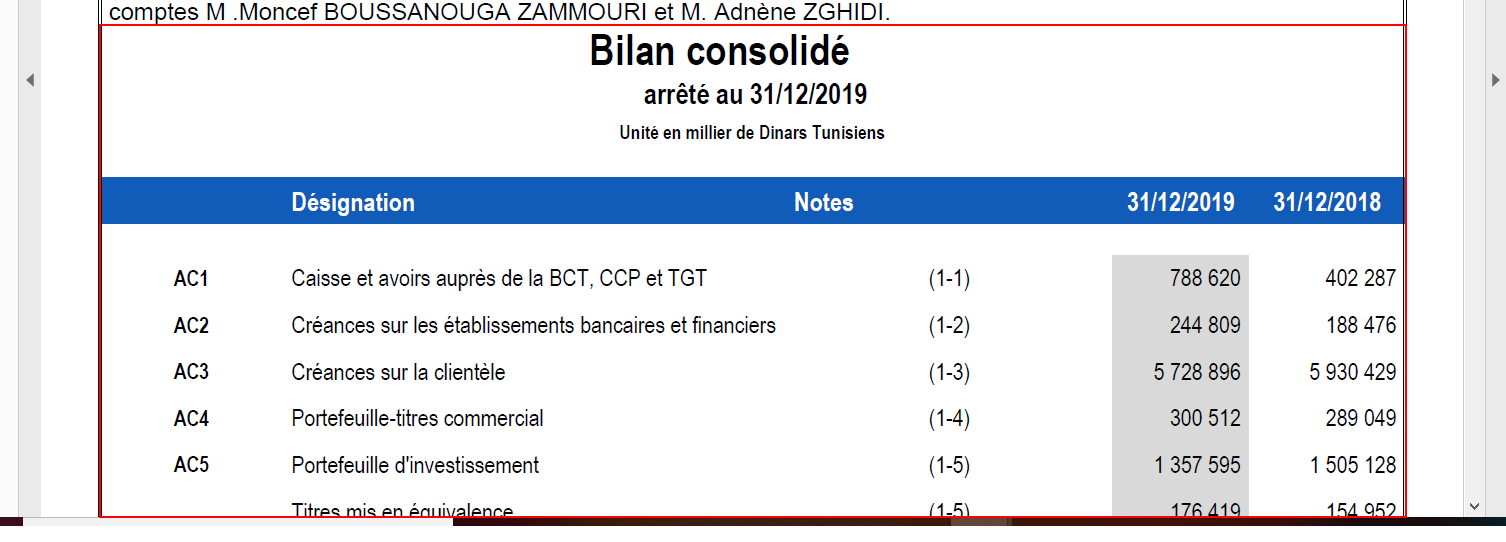 comptes M .Moncef BOUSSANOUGA ZAMMOURI et M. Adnène ZGHIDI.
Bilan consolidé
arrêté au 31/12/2019
Unité en millier de Dinars Tunisiens
Désignation Notes 31/12/2019 31/12/2018
AC1 Caisse et avoirs auprès de la BCT, CCP et TGT (1-1) 788 620 402 287
AC2 Créances sur les établissements bancaires et financiers (1-2) 244 809 188 476
AC3 Créances sur la clientèle (1-3) 5 728 896 5 930 429
AC4 Portefeuille-titres commercial (1-4) 300 512 289 049
AC5 Portefeuille d'investissement (1-5) 1 357 595 1 505 128
Titres mis en équivalence (1-5) 176 419 154 952